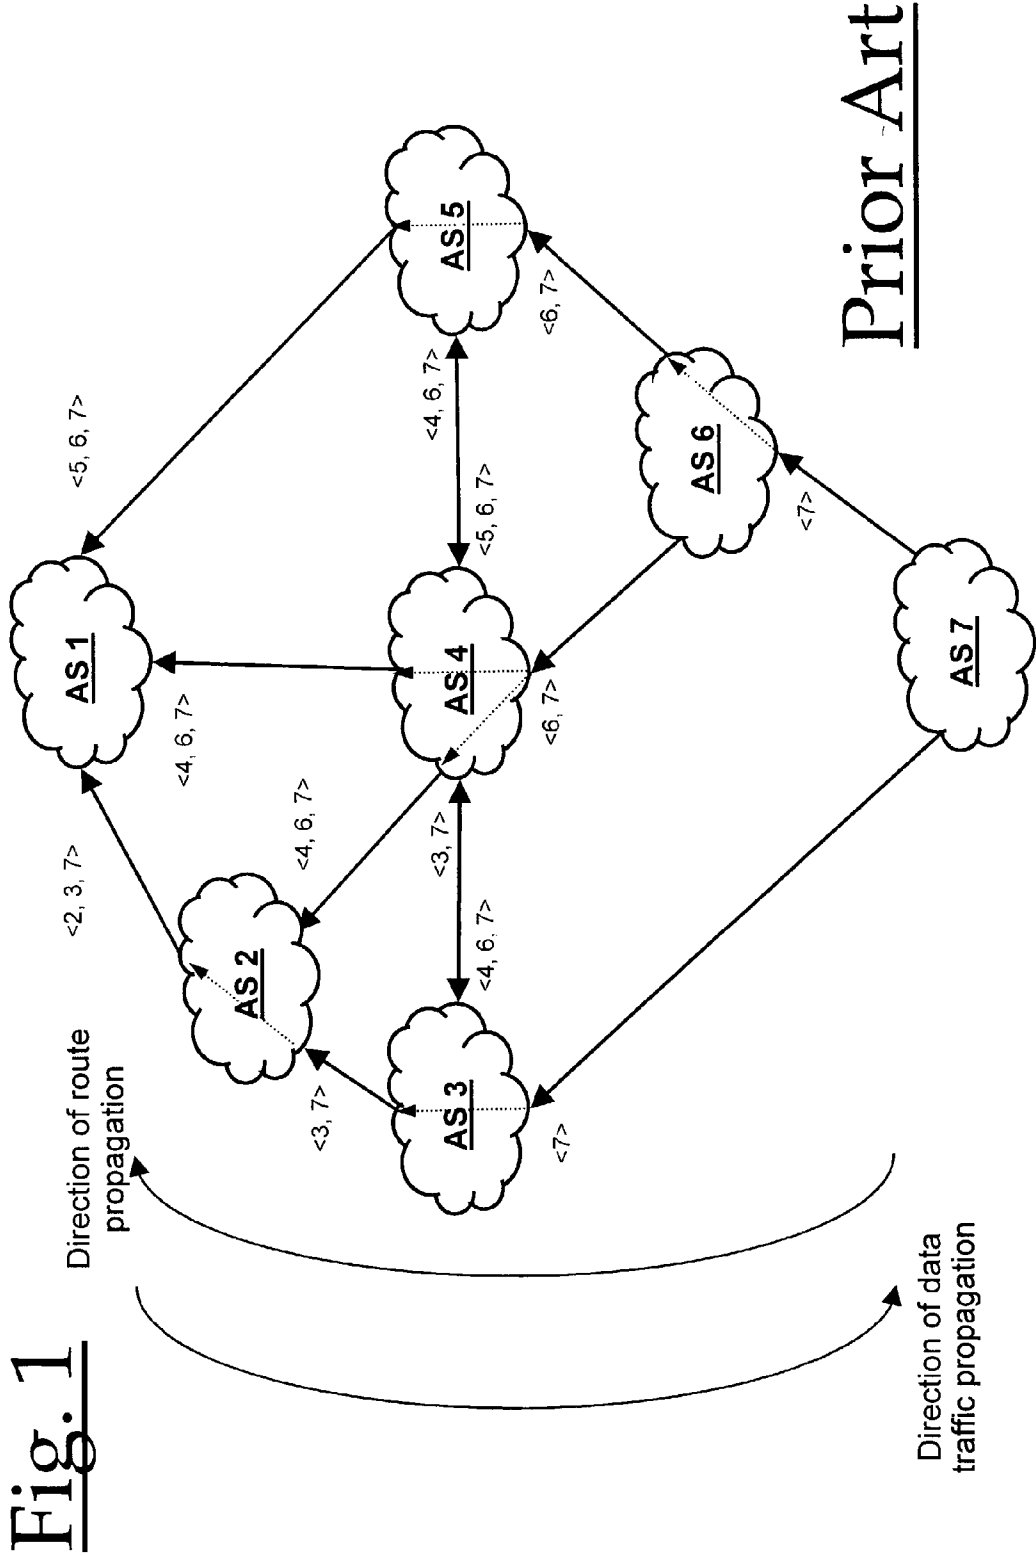 Fig. 1
Direction of route
propagation
Direction of data
traffic propagation
AS 1
<2, 3, 7>
<4, 6, 7>
<5, 6, 7>
AS 2
<3, 7>
<4, 6, 7>
AS 3
<7>
<4, 6, 7>
<3, 7>
AS 4
<6, 7>
<5, 6, 7>
<4, 6, 7>
AS 5
<6, 7>
AS 6
<7>
AS 7
Prior Art